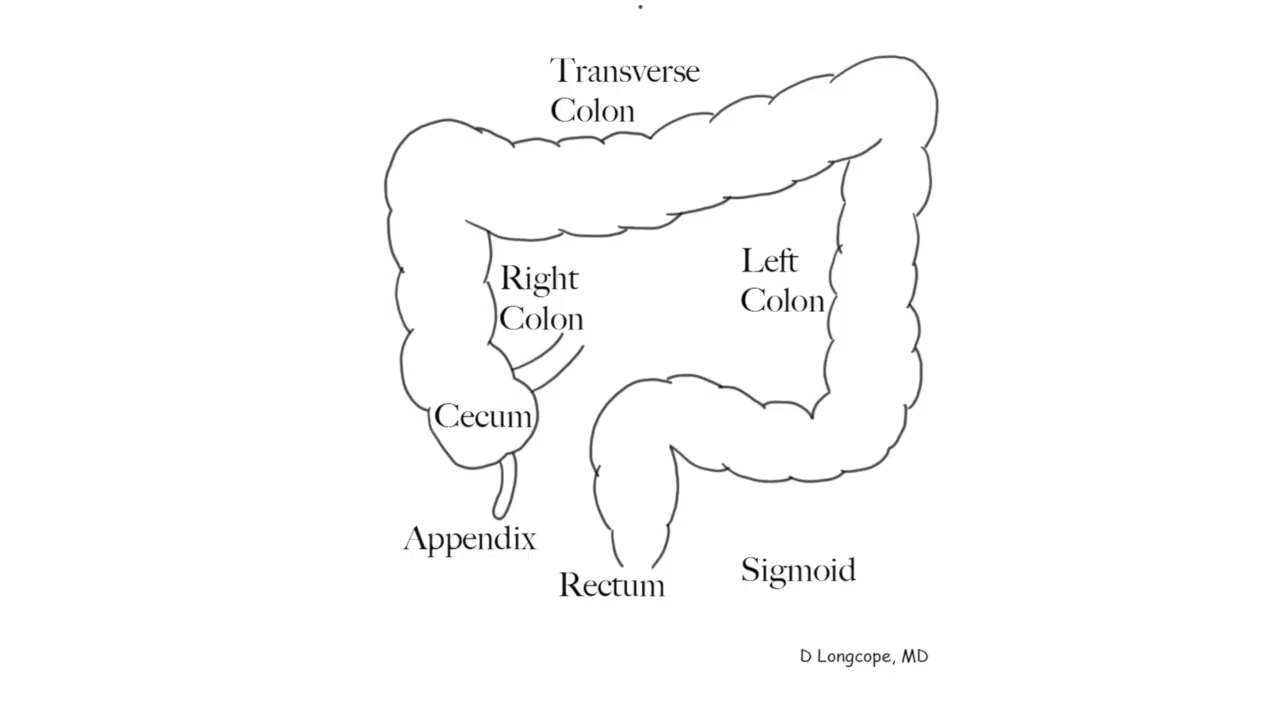 Transverse
Colon
Right
Colon
Left
Colon
Cecum
Appendix
Rectum
Sigmoid
D Longcope, MD